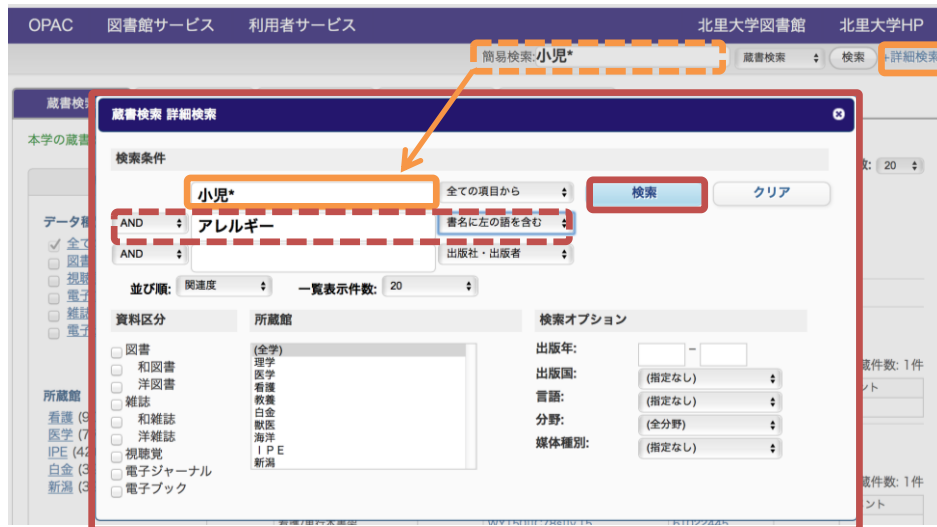 OPAC 図書館サービス 利用者サービス 北里大学図書館 北里大学HP
簡易検索:小児* 蔵書検索 検索 +詳細検索
蔵書検
蔵書検索 詳細検索
本学の蔵書
検索条件
数: 20
小児* 全ての項目から 検索 クリア
データ種
AND アレルギー 書名に左の語を含む
全て
AND 出版社・出版者
図書
視聴
電子
雑誌
電子
並び順: 関連度 一覧表示件数: 20
資料区分 所蔵館 検索オプション
図書
和図書
洋図書
雑誌
和雑誌
洋雑誌
視聴覚
電子ジャーナル
電子ブック
(全学)
理学
医学
看護
教養
白金
獣医
海洋
IPE
新潟
出版年: –
出版国: (指定なし)
言語: (指定なし)
分野: (全分野)
媒体種別: (指定なし)
蔵件数: 1件
ント
所蔵館
看護 (9
医学 (7
IPE (42
白金 (3
新潟 (3
蔵件数: 1件
ント